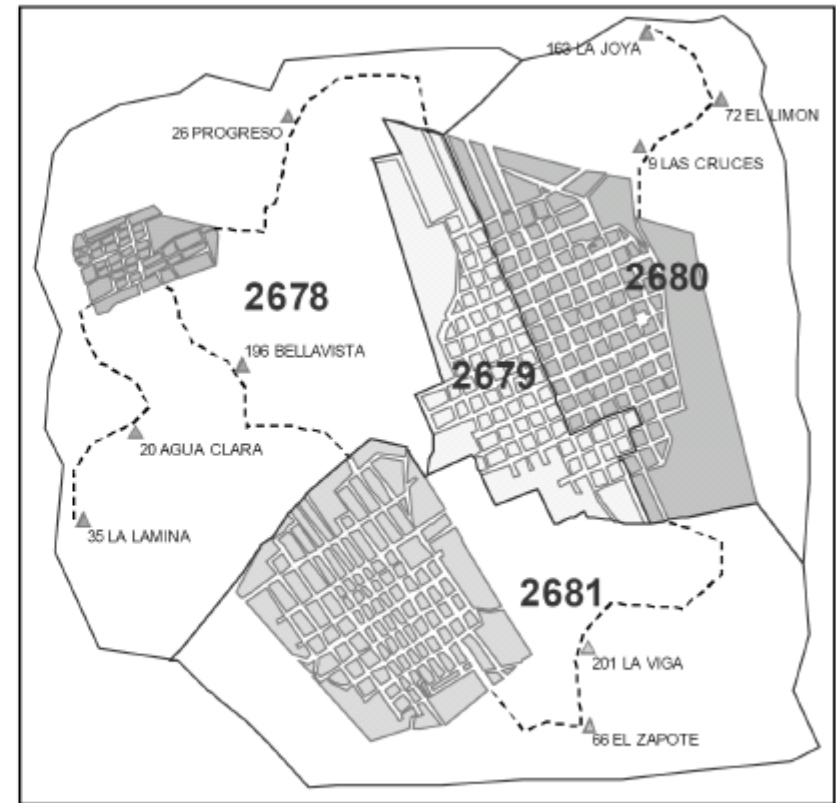 163 LA JOYA
72 EL LIMON
26 PROGRESO
9 LAS CRUCES
2680
2678
196 BELLAVISTA
2679
20 AGUA CLARA
35 LA LAMINA
2681
201 LA VIGA
66 EL ZAPOTE